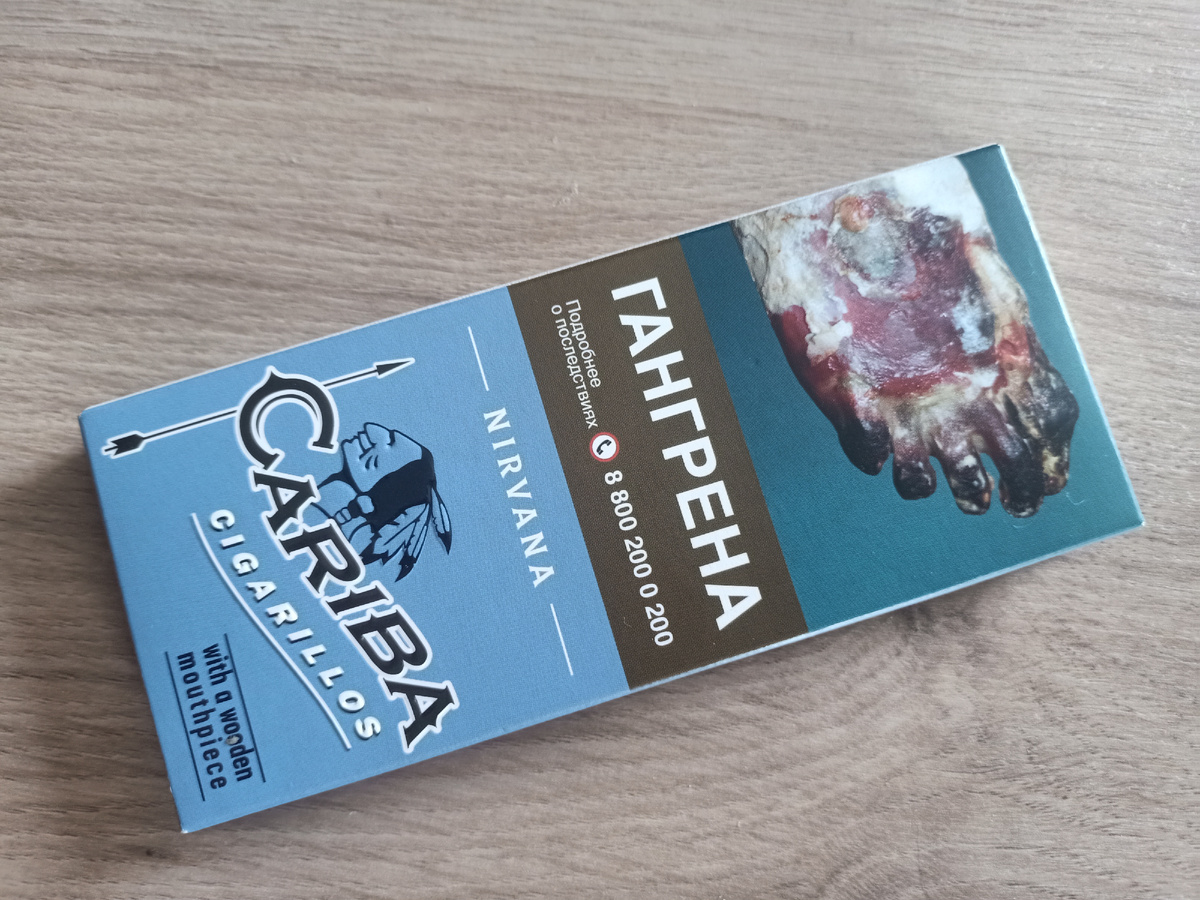 ГАНГРЕНА
Подробнее
о последствиях
8 800 200 0 200
NIRVANA
CARIBA
CIGARILLOS
with a wooden
mouthpiece